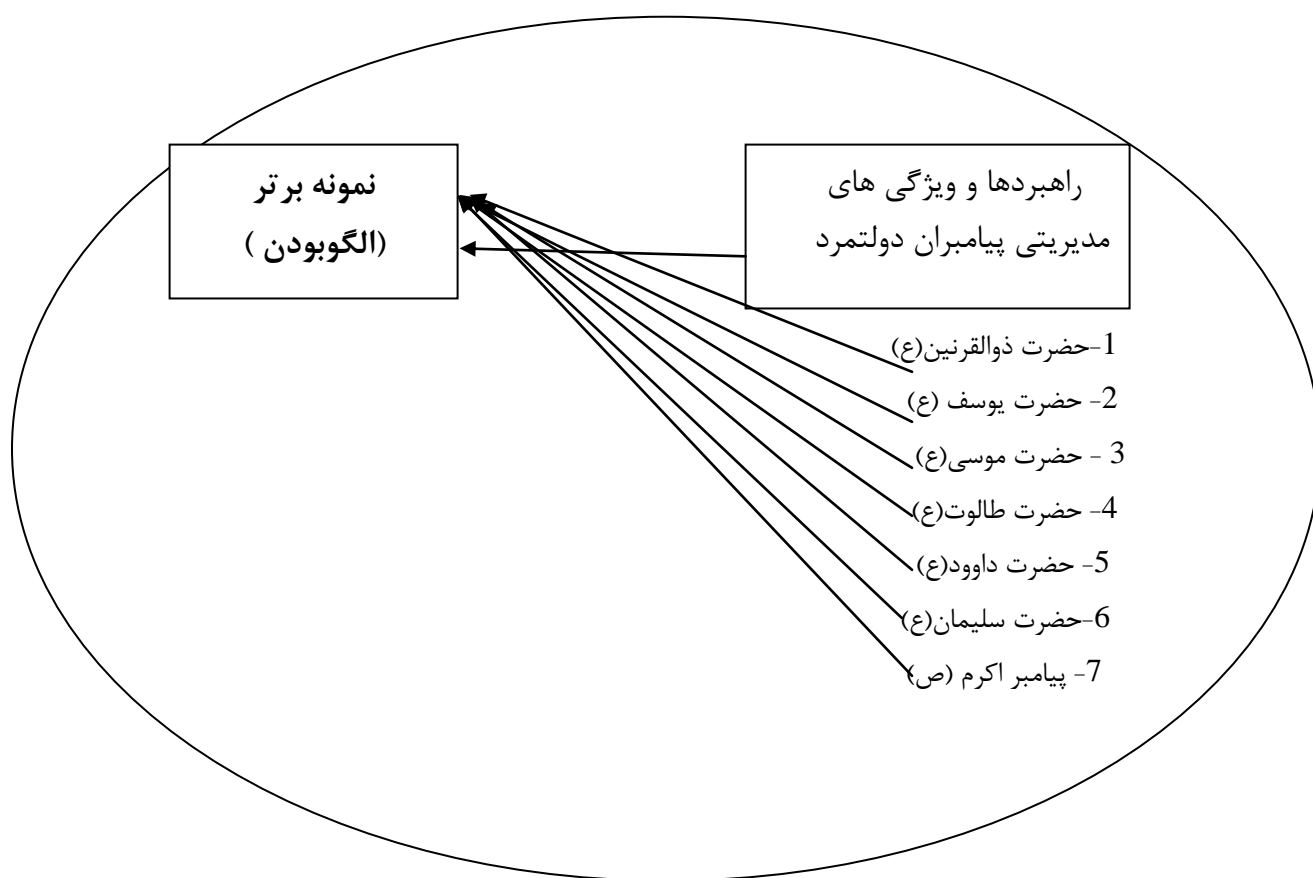 راهبردها و ویژگی های
مدیریتی پیامبران دولتمرد
نمونه برتر
(الگوبودن )
1-حضرت ذوالقرنین(ع)
2- حضرت یوسف (ع)
3 - حضرت موسی(ع)
4- حضرت طالوت(ع)
5- حضرت داوود(ع)
6-حضرت سلیمان(ع)
7- پیامبر اکرم (ص)